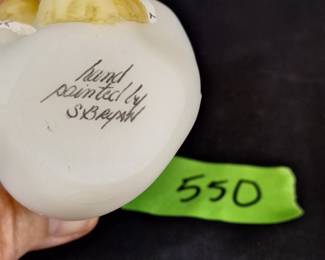 hand
painted by
S. Bryant
550